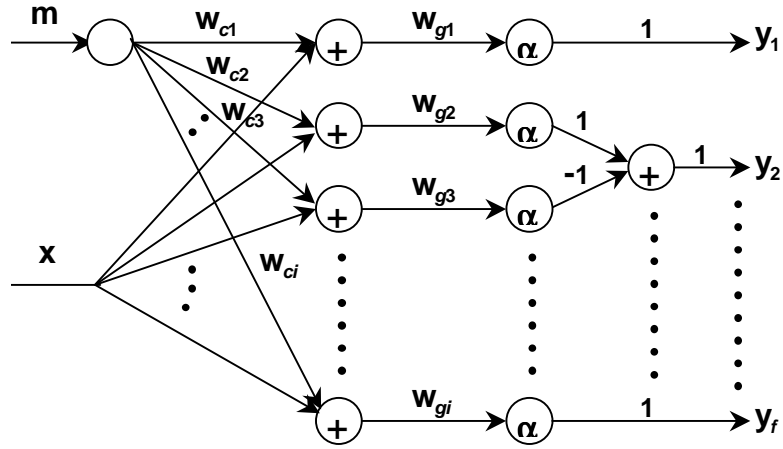 m w_c1 + w_g1 α 1 y_1
w_c2
w_c3 + w_g2 α 1
+ 1 y_2
-1
+ w_g3 α
x
w_ci
+ w_gi α 1 y_f